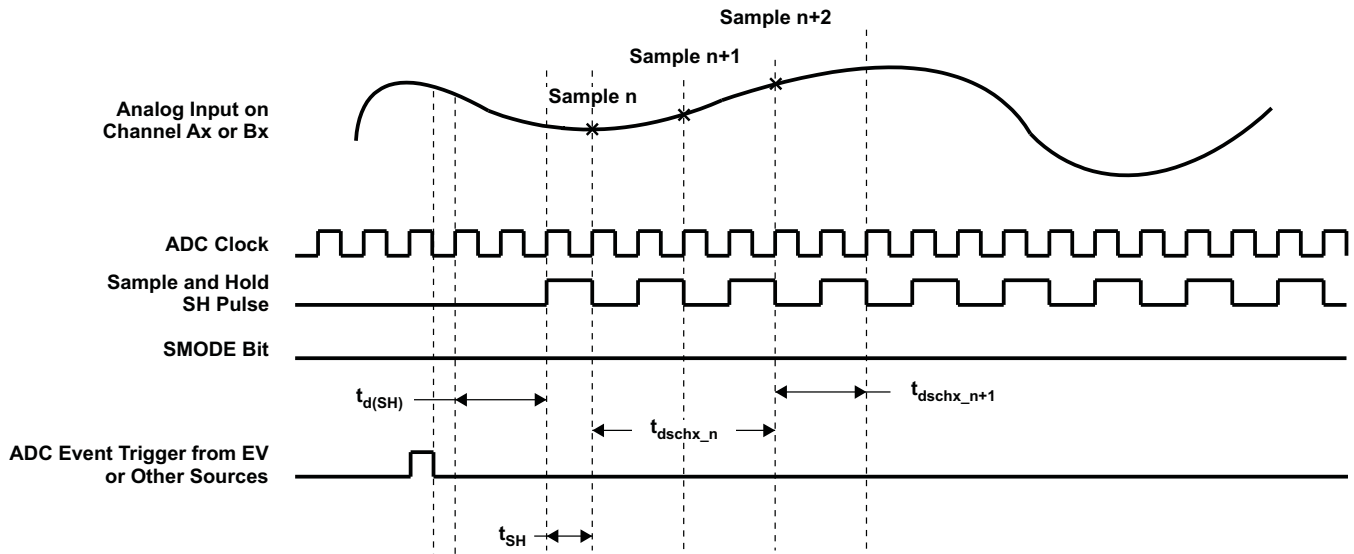 Sample n+2
Sample n+1
Sample n
Analog Input on
Channel Ax or Bx
ADC Clock
Sample and Hold
SH Pulse
SMODE Bit
td(SH)
tdschx_n+1
tdschx_n
ADC Event Trigger from EV
or Other Sources
tSH